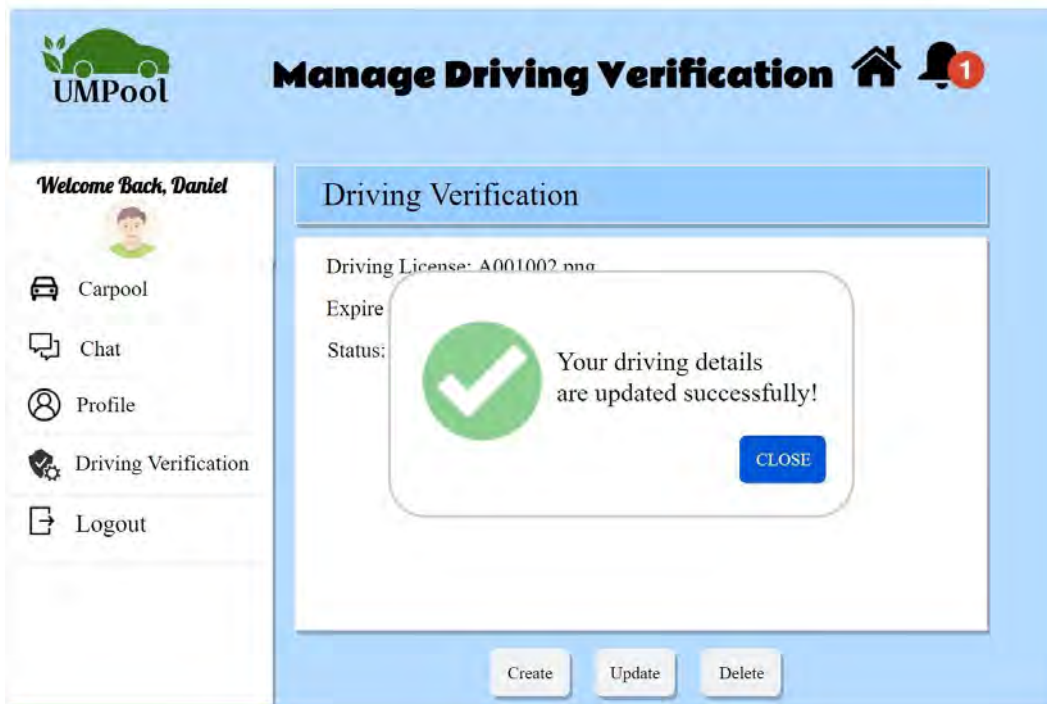 UMPool
Manage Driving Verification
1
Welcome Back, Daniel
Carpool
Chat
Profile
Driving Verification
Logout
Driving Verification
Driving License: A001002.png
Expire
Status:
Your driving details
are updated successfully!
CLOSE
Create
Update
Delete